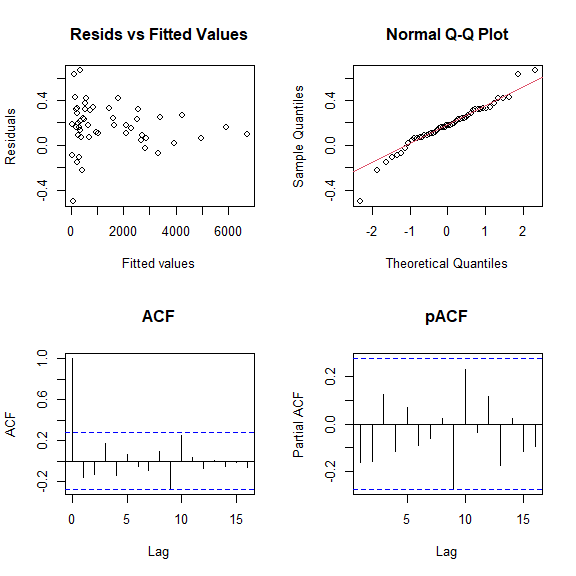 Resids vs Fitted Values
Residuals
-0.4
0.0
0.4
0
2000
4000
6000
Fitted values
Normal Q-Q Plot
Sample Quantiles
-0.4
0.0
0.4
-2
-1
0
1
2
Theoretical Quantiles
ACF
ACF
-0.2
0.2
0.6
1.0
0
5
10
15
Lag
pACF
Partial ACF
-0.2
0.0
0.2
5
10
15
Lag